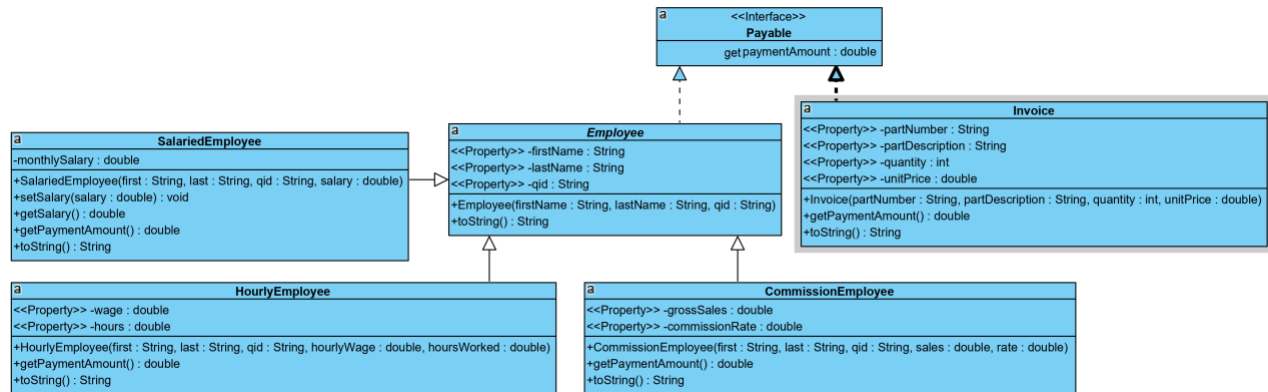 a
<<Interface>>
Payable
get paymentAmount : double
a
Invoice
<<Property>> -partNumber : String
<<Property>> -partDescription : String
<<Property>> -quantity : int
<<Property>> -unitPrice : double
+Invoice(partNumber : String, partDescription : String, quantity : int, unitPrice : double)
+getPaymentAmount() : double
+toString() : String
a
Employee
<<Property>> -firstName : String
<<Property>> -lastName : String
<<Property>> -qid : String
+Employee(firstName : String, lastName : String, qid : String)
+toString() : String
a
SalariedEmployee
-monthlySalary : double
+SalariedEmployee(first : String, last : String, qid : String, salary : double)
+setSalary(salary : double) : void
+getSalary() : double
+getPaymentAmount() : double
+toString() : String
a
HourlyEmployee
<<Property>> -wage : double
<<Property>> -hours : double
+HourlyEmployee(first : String, last : String, qid : String, hourlyWage : double, hoursWorked : double)
+getPaymentAmount() : double
+toString() : String
a
CommissionEmployee
<<Property>> -grossSales : double
<<Property>> -commissionRate : double
+CommissionEmployee(first : String, last : String, qid : String, sales : double, rate : double)
+getPaymentAmount() : double
+toString() : String